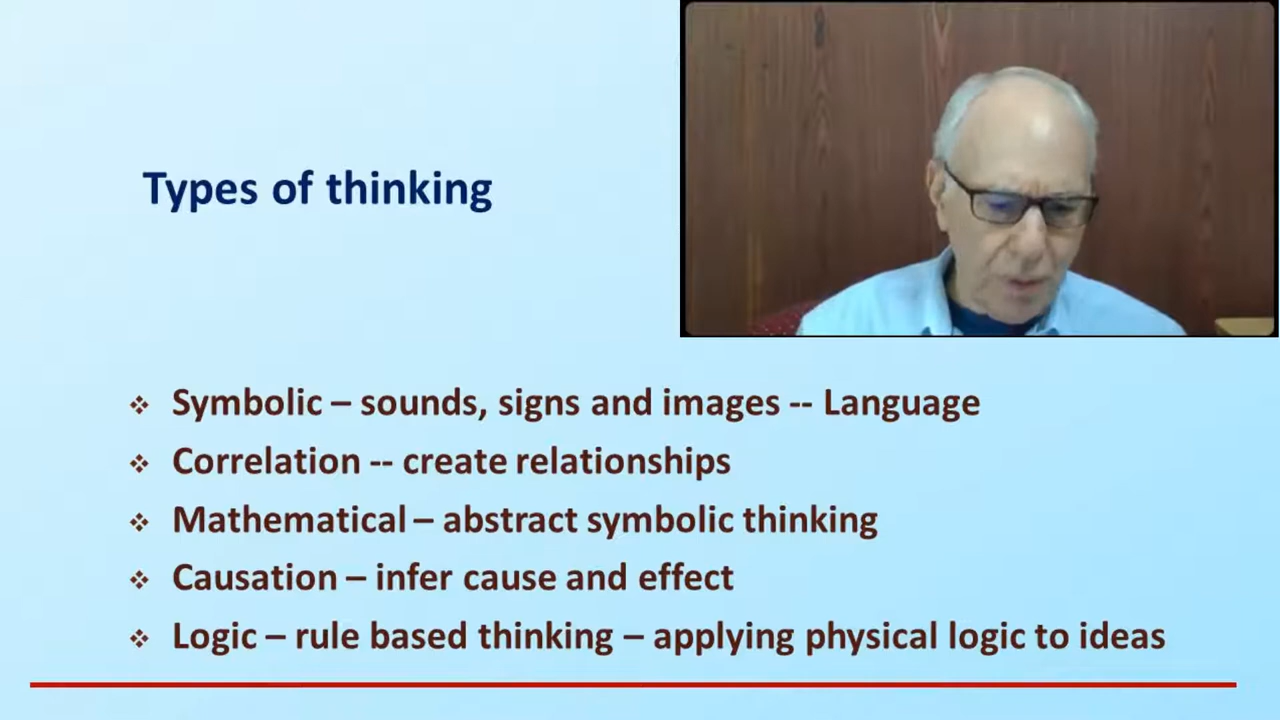 Types of thinking
❖ Symbolic – sounds, signs and images -- Language
❖ Correlation -- create relationships
❖ Mathematical – abstract symbolic thinking
❖ Causation – infer cause and effect
❖ Logic – rule based thinking – applying physical logic to ideas